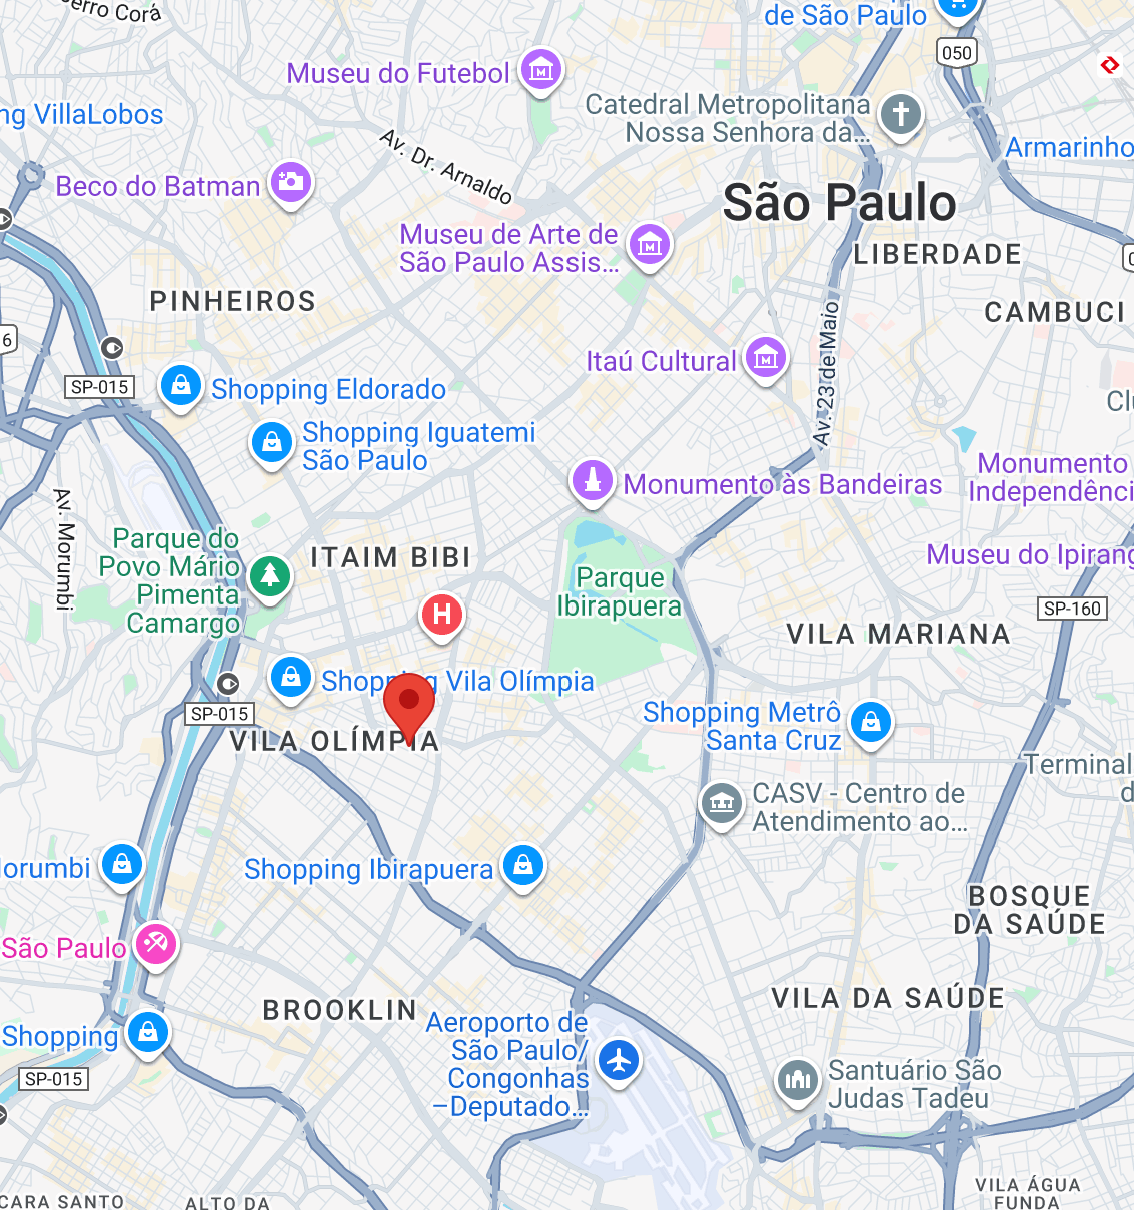 Cerro Corá
de São Paulo
050
Museu do Futebol
Catedral Metropolitana
Nossa Senhora da...
ng VillaLobos
Av. Dr. Arnaldo
Armarinho
Beco do Batman
São Paulo
Museu de Arte de
São Paulo Assis...
LIBERDADE
PINHEIROS
CAMBUCI
6
Itaú Cultural
Av. 23 de Maio
SP-015
Shopping Eldorado
Shopping Iguatemi
São Paulo
Monumento
Independênci
Monumento às Bandeiras
Av. Morumbi
Parque do
Povo Mário
Pimenta
Camargo
ITAIM BIBI
Museu do Ipirang
Parque
Ibirapuera
H
SP-160
VILA MARIANA
Shopping Vila Olímpia
SP-015
Shopping Metrô
Santa Cruz
VILA OLÍMPIA
Terminal
d
CASV - Centro de
Atendimento ao...
Morumbi
Shopping Ibirapuera
BOSQUE
DA SAÚDE
São Paulo
BROOKLIN
VILA DA SAÚDE
Shopping
Aeroporto de
São Paulo/
Congonhas
–Deputado...
SP-015
Santuário São
Judas Tadeu
CARA SANTO
ALTO DA
VILA ÁGUA
FUNDA